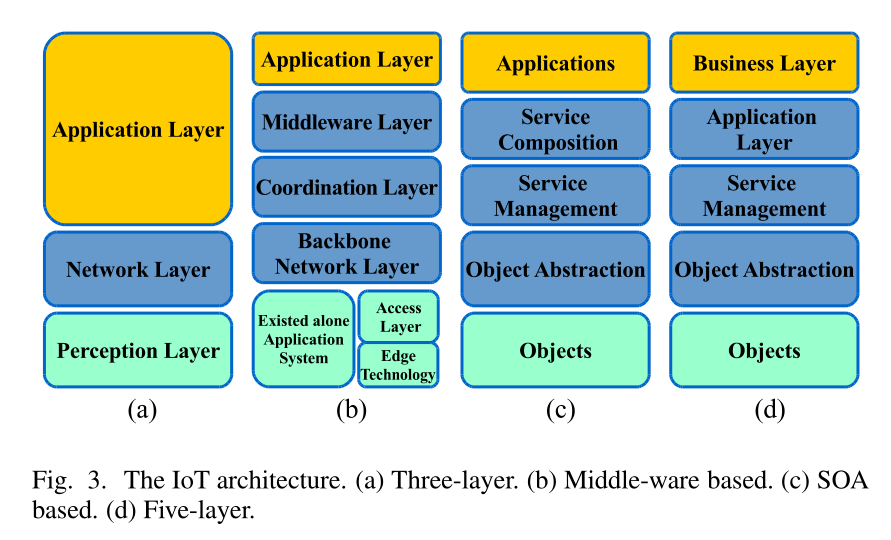 Application Layer
Network Layer
Perception Layer
(a)
Application Layer
Middleware Layer
Coordination Layer
Backbone
Network Layer
Existed alone
Application
System
Access
Layer
Edge
Technology
(b)
Applications
Service
Composition
Service
Management
Object Abstraction
Objects
(c)
Business Layer
Application
Layer
Service
Management
Object Abstraction
Objects
(d)
Fig. 3. The IoT architecture. (a) Three-layer. (b) Middle-ware based. (c) SOA
based. (d) Five-layer.